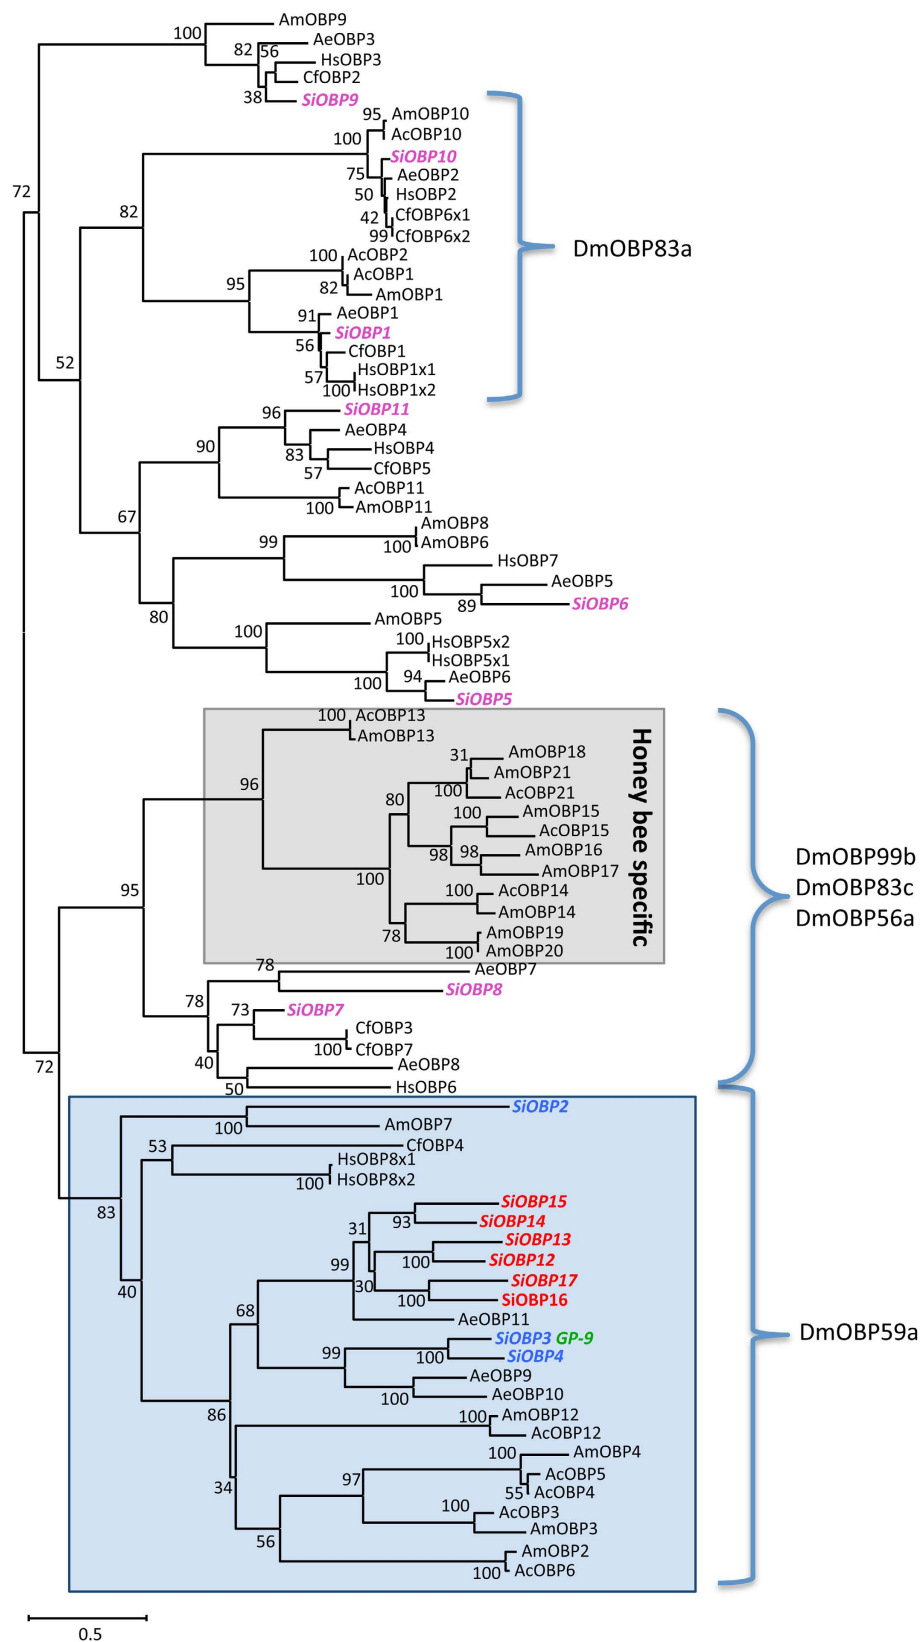 AmOBP9
100
AeOBP3
82
56
HsOBP3
CfOBP2
38
SiOBP9
95
AmOBP10
100
AcOBP10
SiOBP10
75
AeOBP2
72
50
HsOBP2
82
42
CfOBP6x1
99
CfOBP6x2
DmOBP83a
100
AcOBP2
95
AcOBP1
82
AmOBP1
91
AeOBP1
SiOBP1
56
CfOBP1
52
57
HsOBP1x1
100
HsOBP1x2
96
SiOBP11
AeOBP4
90
83
HsOBP4
57
CfOBP5
AcOBP11
100
AmOBP11
67
AmOBP8
99
100
AmOBP6
HsOBP7
100
AeOBP5
89
SiOBP6
80
100
AmOBP5
100
HsOBP5x2
HsOBP5x1
94
AeOBP6
100
SiOBP5
100
AcOBP13
AmOBP13
Honey bee specific
31
AmOBP18
AmOBP21
96
100
AcOBP21
80
100
AmOBP15
AcOBP15
98
98
AmOBP16
DmOBP99b
100
AmOBP17
DmOBP83c
95
100
AcOBP14
AmOBP14
DmOBP56a
78
AmOBP19
100
AmOBP20
78
AeOBP7
SiOBP8
78
73
SiOBP7
CfOBP3
100
CfOBP7
40
72
AeOBP8
50
HsOBP6
SiOBP2
100
AmOBP7
53
CfOBP4
HsOBP8x1
100
HsOBP8x2
83
SiOBP15
31
93
SiOBP14
SiOBP13
99
100
SiOBP12
40
30
SiOBP17
100
SiOBP16
68
AeOBP11
SiOBP3 GP-9
DmOBP59a
99
100
SiOBP4
AeOBP9
100
AeOBP10
86
100
AmOBP12
AcOBP12
100
AmOBP4
97
AcOBP5
34
55
AcOBP4
100
AcOBP3
AmOBP3
56
AmOBP2
100
AcOBP6
0.5